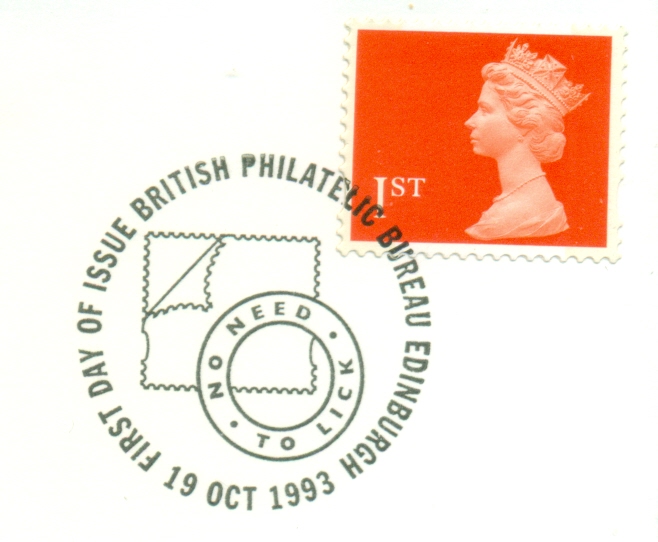 1ST
FIRST DAY OF ISSUE BRITISH PHILATELIC BUREAU EDINBURGH
19 OCT 1993
NO NEED · TO LICK ·